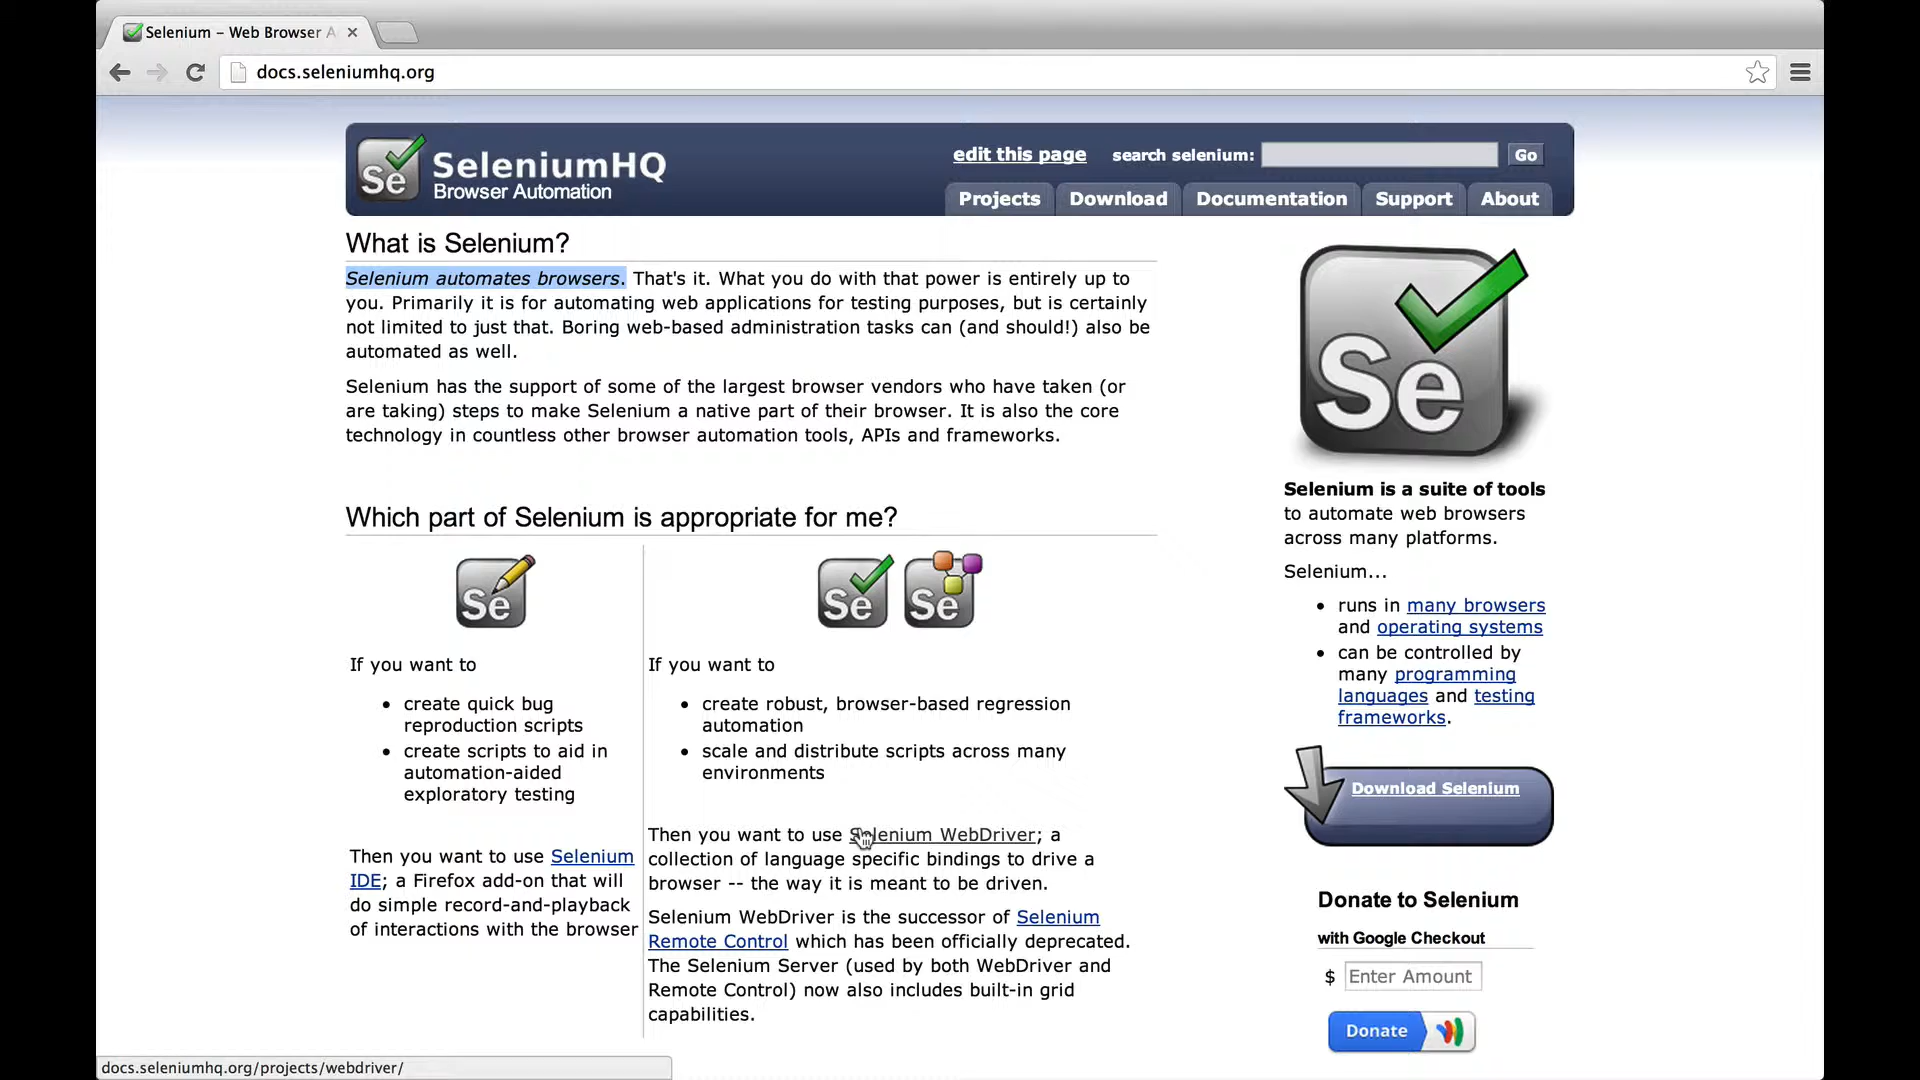 Selenium – Web Browser A
docs.seleniumhq.org
Se
SeleniumHQ
Browser Automation
edit this page
search selenium:
Go
Projects
Download
Documentation
Support
About
What is Selenium?
Selenium automates browsers. That's it. What you do with that power is entirely up to
you. Primarily it is for automating web applications for testing purposes, but is certainly
not limited to just that. Boring web-based administration tasks can (and should!) also be
automated as well.
Selenium has the support of some of the largest browser vendors who have taken (or
are taking) steps to make Selenium a native part of their browser. It is also the core
technology in countless other browser automation tools, APIs and frameworks.
Which part of Selenium is appropriate for me?
Se
If you want to
• create quick bug
reproduction scripts
• create scripts to aid in
automation-aided
exploratory testing
Then you want to use Selenium
IDE; a Firefox add-on that will
do simple record-and-playback
of interactions with the browser
Se
Se
If you want to
• create robust, browser-based regression
automation
• scale and distribute scripts across many
environments
Then you want to use Selenium WebDriver; a
collection of language specific bindings to drive a
browser -- the way it is meant to be driven.
Selenium WebDriver is the successor of Selenium
Remote Control which has been officially deprecated.
The Selenium Server (used by both WebDriver and
Remote Control) now also includes built-in grid
capabilities.
Se
Selenium is a suite of tools
to automate web browsers
across many platforms.
Selenium...
• runs in many browsers
and operating systems
• can be controlled by
many programming
languages and testing
frameworks.
Download Selenium
Donate to Selenium
with Google Checkout
$ Enter Amount
Donate
docs.seleniumhq.org/projects/webdriver/